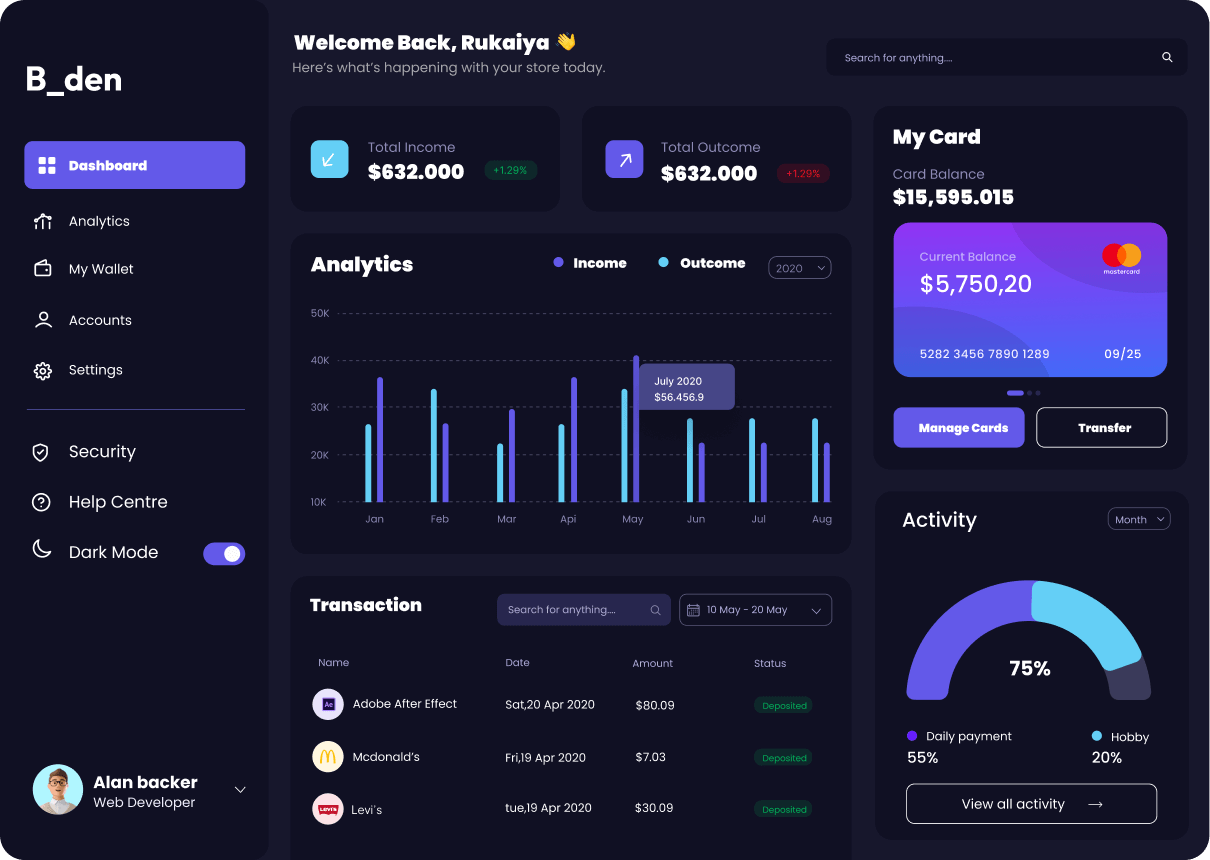 B_den
Dashboard
Analytics
My Wallet
Accounts
Settings
Security
Help Centre
Dark Mode
Alan backer
Web Developer
Welcome Back, Rukaiya 👋
Here's what's happening with your store today.
Search for anything....
Total Income
$632.000 +1.29%
Total Outcome
$632.000 +1.29%
Analytics Income Outcome 2020
50K
40K
30K
20K
10K
July 2020
$56.456.9
Jan Feb Mar Api May Jun Jul Aug
Transaction Search for anything.... 10 May - 20 May
Name Date Amount Status
Ae Adobe After Effect Sat,20 Apr 2020 $80.09 Deposited
Mcdonald's Fri,19 Apr 2020 $7.03 Deposited
Levi's Levi's tue,19 Apr 2020 $30.09 Deposited
My Card
Card Balance
$15,595.015
Current Balance
$5,750,20
mastercard
5282 3456 7890 1289 09/25
Manage Cards Transfer
Activity Month
75%
Daily payment Hobby
55% 20%
View all activity →